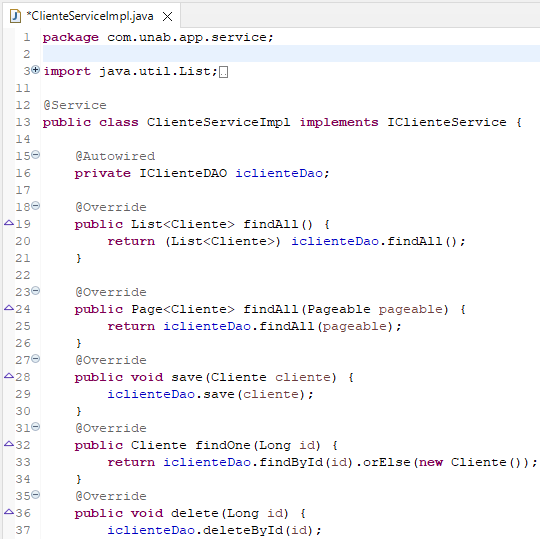 *ClienteServiceImpl.java
1 package com.unab.app.service;
2
3 import java.util.List;
11
12 @Service
13 public class ClienteServiceImpl implements IClienteService {
14
15     @Autowired
16     private IClienteDAO iclienteDao;
17
18     @Override
19     public List<Cliente> findAll() {
20         return (List<Cliente>) iclienteDao.findAll();
21     }
22
23     @Override
24     public Page<Cliente> findAll(Pageable pageable) {
25         return iclienteDao.findAll(pageable);
26     }
27     @Override
28     public void save(Cliente cliente) {
29         iclienteDao.save(cliente);
30     }
31     @Override
32     public Cliente findOne(Long id) {
33         return iclienteDao.findById(id).orElse(new Cliente());
34     }
35     @Override
36     public void delete(Long id) {
37         iclienteDao.deleteById(id);